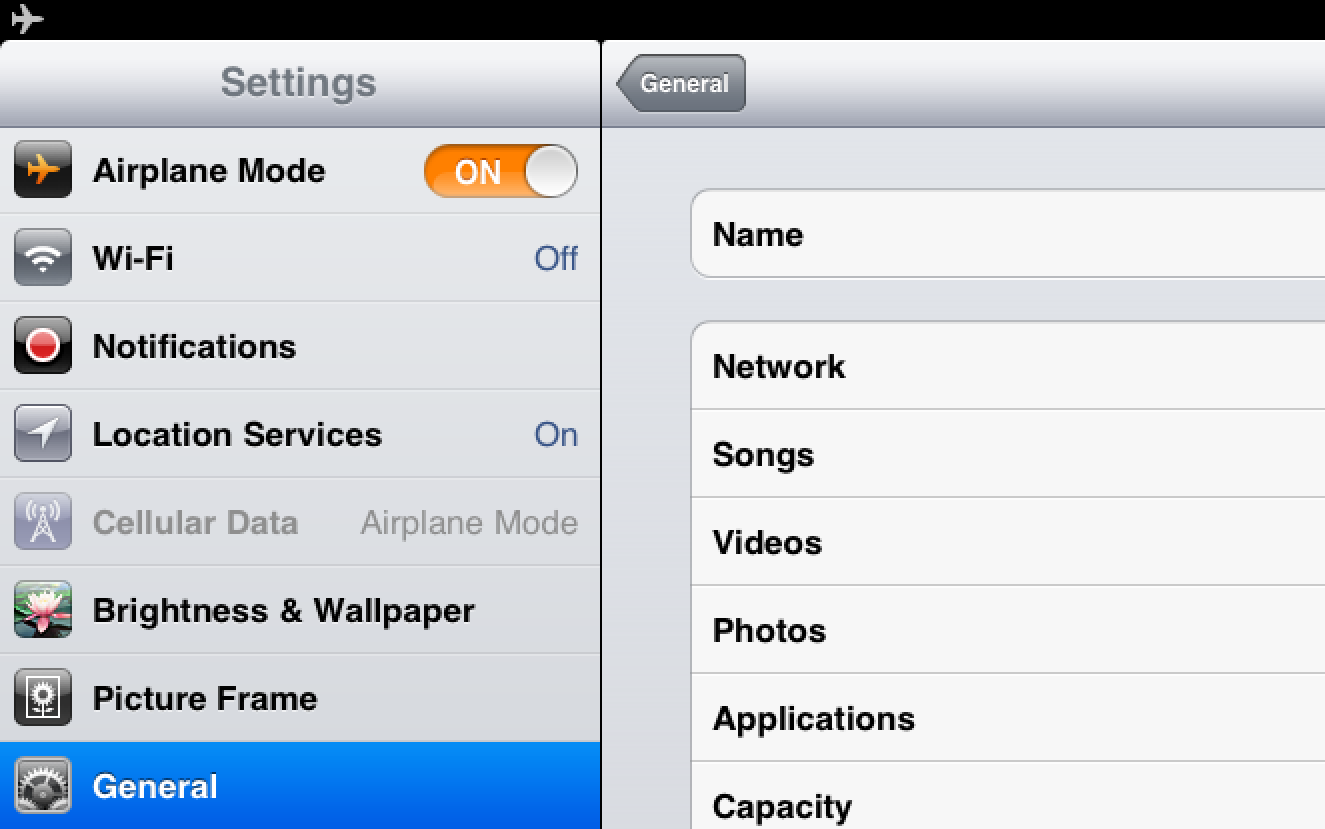 Settings
General
Airplane Mode ON
Wi-Fi Off
Notifications
Location Services On
Cellular Data Airplane Mode
Brightness & Wallpaper
Picture Frame
General
Name
Network
Songs
Videos
Photos
Applications
Capacity